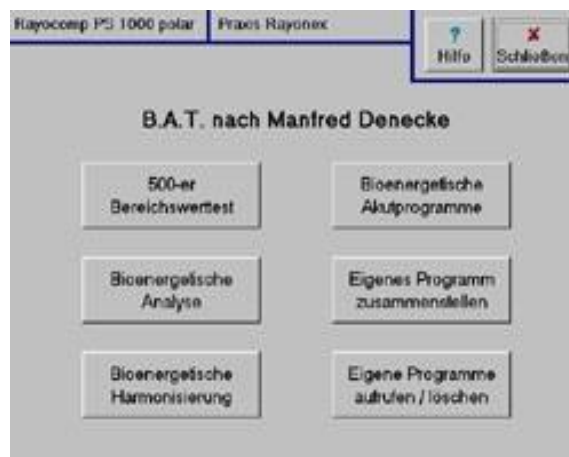 Rayocomp PS 1000 polar
Praxis Rayonex
?
Hilfo
Schließen
B.A.T. nach Manfred Denecke
500-er
Bereichswerttest
Bioenergetische
Akutprogramme
Bioenergetische
Analyse
Eigenes Programm
zusammenstellen
Bioenergetische
Harmonisierung
Eigene Programme
aufrufen / löschen